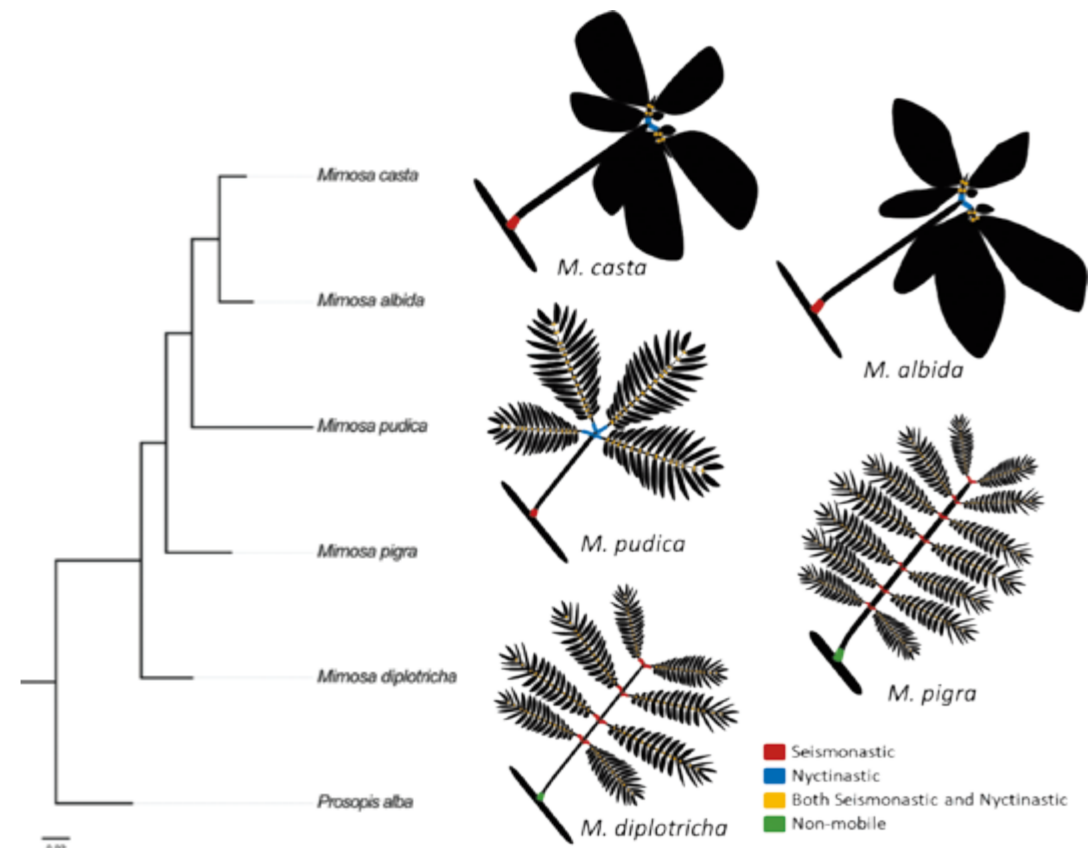 Mimosa casta
Mimosa albida
Mimosa pudica
Mimosa pigra
Mimosa diplotricha
Prosopis alba
M. casta
M. albida
M. pudica
M. pigra
M. diplotricha
Seismonastic
Nyctinastic
Both Seismonastic and Nyctinastic
Non-mobile